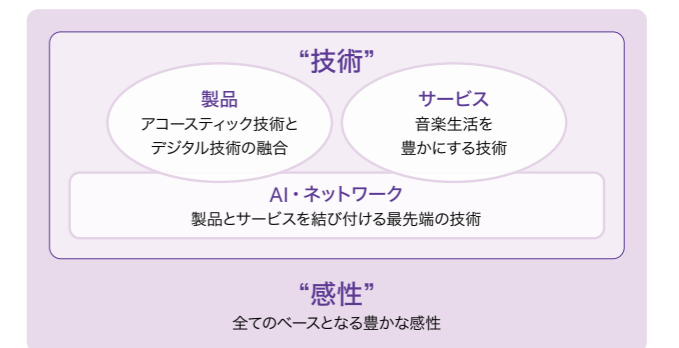 “技術”
製品
アコースティック技術と
デジタル技術の融合
サービス
音楽生活を
豊かにする技術
AI・ネットワーク
製品とサービスを結び付ける最先端の技術
“感性”
全てのベースとなる豊かな感性